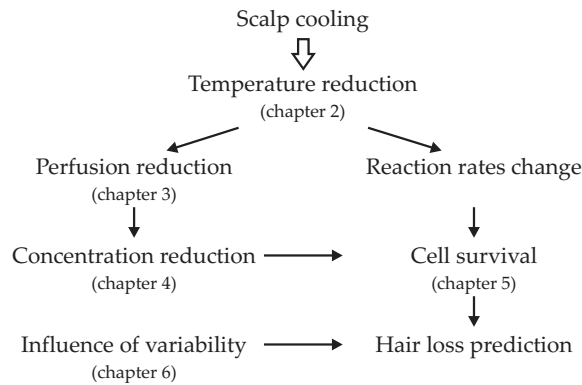 Scalp cooling
Temperature reduction
(chapter 2)
Perfusion reduction
(chapter 3)
Reaction rates change
Concentration reduction
(chapter 4)
Cell survival
(chapter 5)
Influence of variability
(chapter 6)
Hair loss prediction